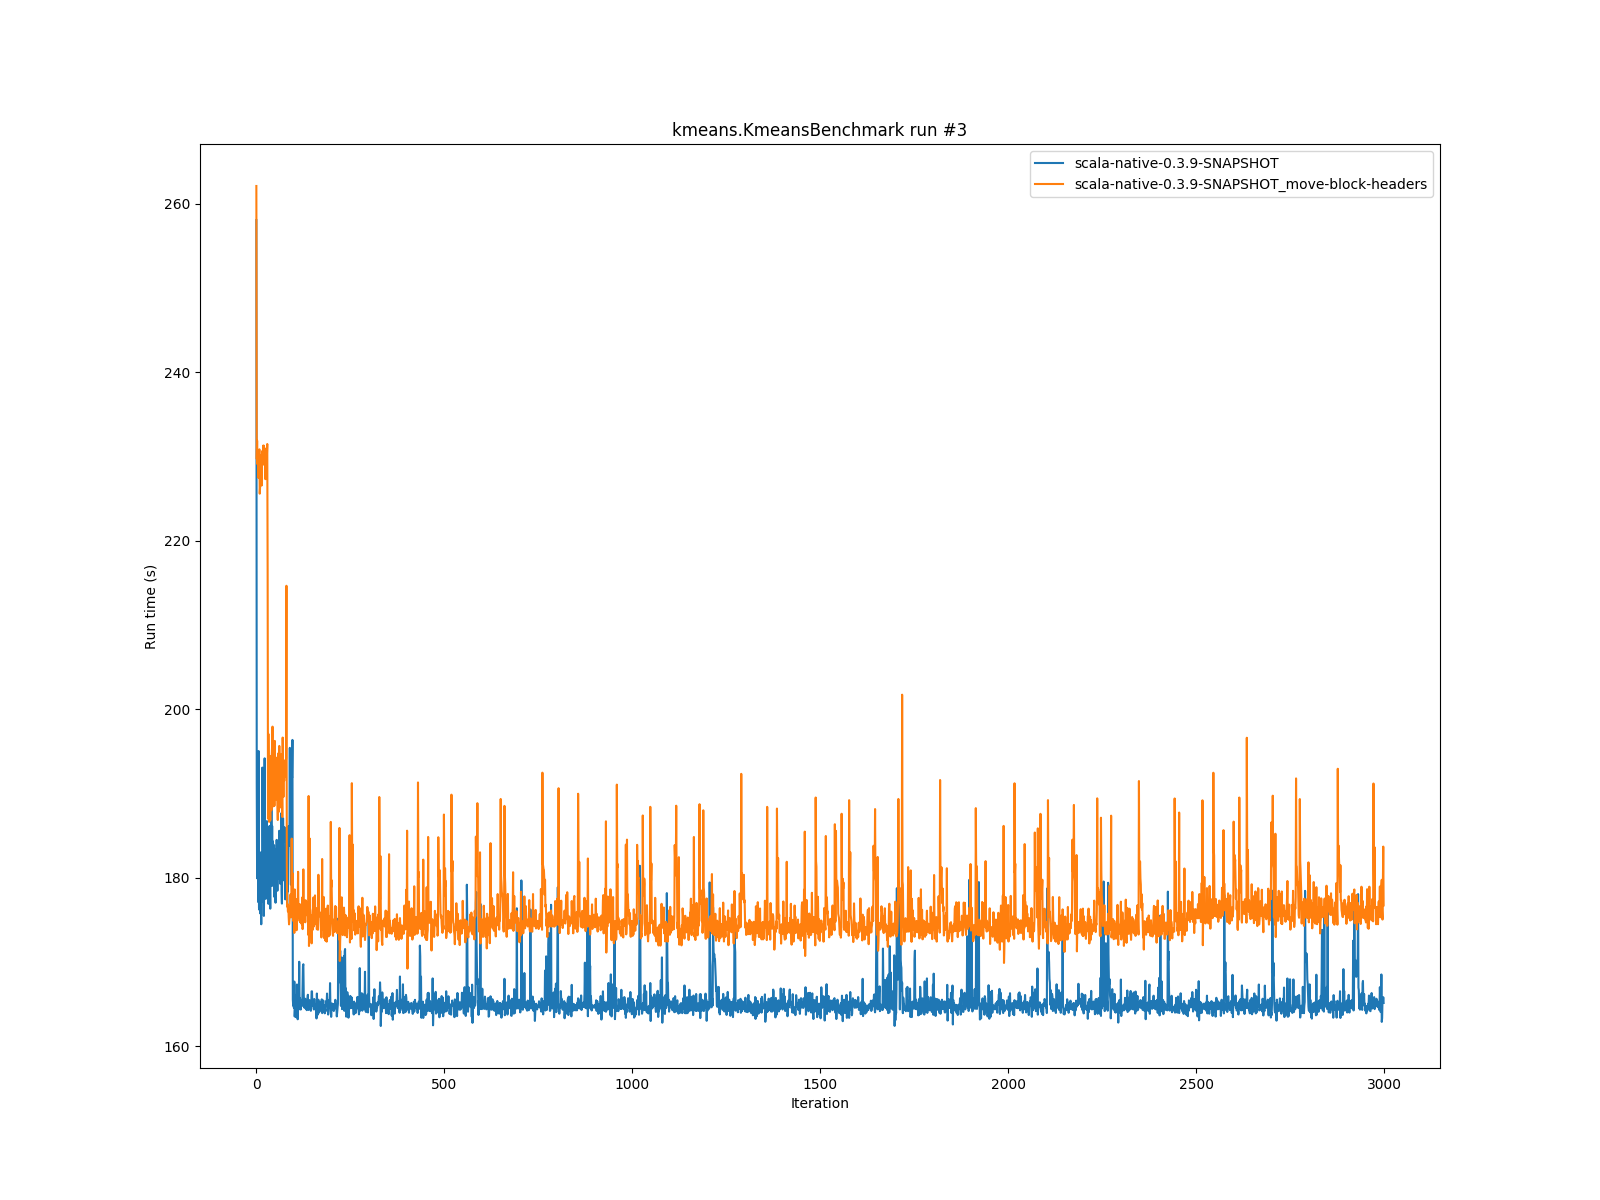 kmeans.KmeansBenchmark run #3
scala-native-0.3.9-SNAPSHOT
scala-native-0.3.9-SNAPSHOT_move-block-headers
Run time (s)
260
240
220
200
180
160
0
500
1000
1500
2000
2500
3000
Iteration